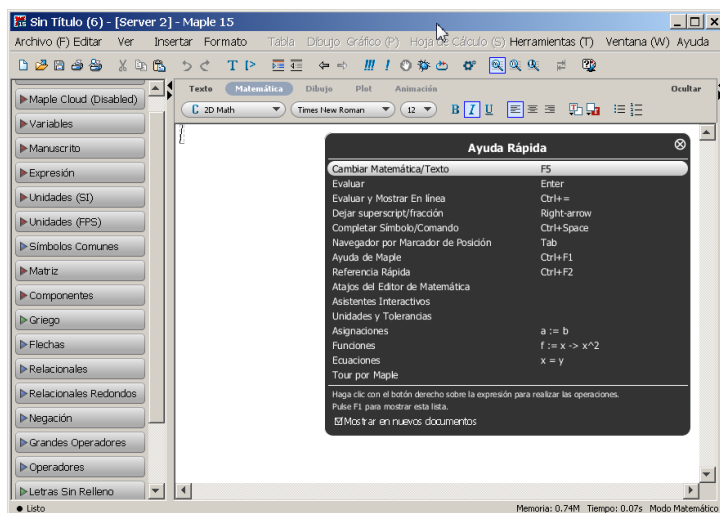 Sin Título (6) - [Server 2] - Maple 15
Archivo (F) Editar Ver Insertar Formato Tabla Dibujo Gráfico (P) Hoja de Cálculo (S) Herramientas (T) Ventana (W) Ayuda
Texto Matemática Dibujo Plot Animación Ocultar
C 2D Math Times New Roman 12 B I U
Maple Cloud (Disabled)
Variables
Manuscrito
Expresión
Unidades (SI)
Unidades (FPS)
Símbolos Comunes
Matriz
Componentes
Griego
Flechas
Relacionales
Relacionales Redondos
Negación
Grandes Operadores
Operadores
Letras Sin Relleno
Ayuda Rápida
Cambiar Matemática/Texto F5
Evaluar Enter
Evaluar y Mostrar En línea Ctrl+=
Dejar superscript/fracción Right-arrow
Completar Símbolo/Comando Ctrl+Space
Navegador por Marcador de Posición Tab
Ayuda de Maple Ctrl+F1
Referencia Rápida Ctrl+F2
Atajos del Editor de Matemática
Asistentes Interactivos
Unidades y Tolerancias
Asignaciones a := b
Funciones f := x -> x^2
Ecuaciones x = y
Tour por Maple
Haga clic con el botón derecho sobre la expresión para realizar las operaciones.
Pulse F1 para mostrar esta lista.
Mostrar en nuevos documentos
Listo Memoria: 0.74M Tiempo: 0.07s Modo Matemático